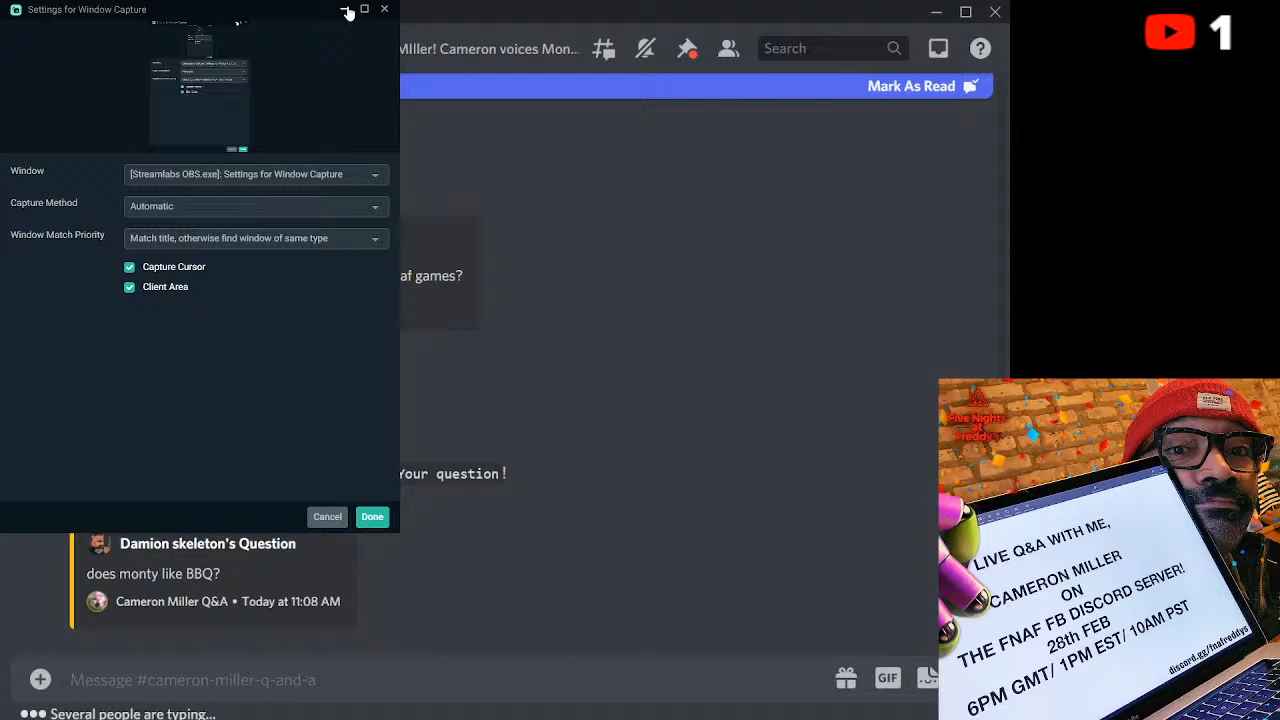 Settings for Window Capture
Window
[Streamlabs OBS.exe]: Settings for Window Capture
Capture Method
Automatic
Window Match Priority
Match title, otherwise find window of same type
Capture Cursor
Client Area
Cancel
Done
MIller! Cameron voices Mon...
Search
1
Mark As Read
af games?
Your question!
Damion skeleton's Question
does monty like BBQ?
Cameron Miller Q&A • Today at 11:08 AM
Message #cameron-miller-q-and-a
GIF
Several people are typing...
Five Nights
at
Freddy's
LIVE Q&A WITH ME,
CAMERON MILLER
ON
THE FNAF FB DISCORD SERVER!
28th FEB
6PM GMT/ 1PM EST/ 10AM PST
discord.gg/fnafreddys